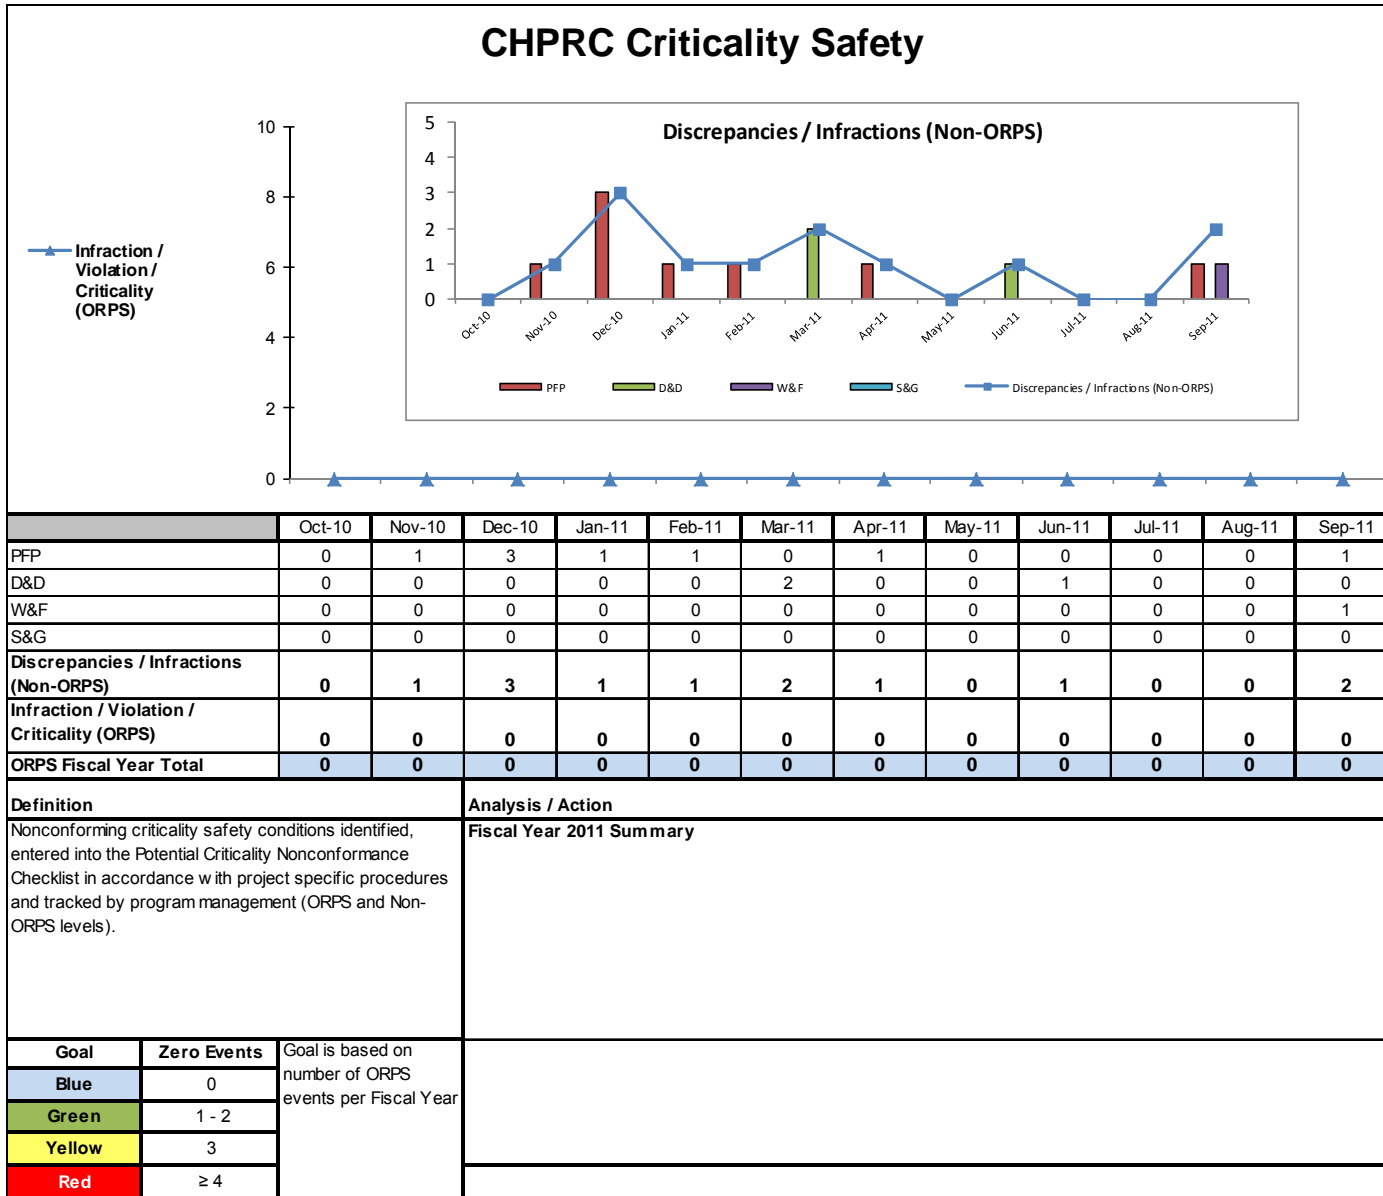 CHPRC Criticality Safety
Infraction /
Violation /
Criticality
(ORPS)
10
8
6
4
2
0
Discrepancies / Infractions (Non-ORPS)
5
4
3
2
1
0
Oct-10 Nov-10 Dec-10 Jan-11 Feb-11 Mar-11 Apr-11 May-11 Jun-11 Jul-11 Aug-11 Sep-11
PFP D&D W&F S&G Discrepancies / Infractions (Non-ORPS)
Oct-10 Nov-10 Dec-10 Jan-11 Feb-11 Mar-11 Apr-11 May-11 Jun-11 Jul-11 Aug-11 Sep-11
PFP 0 1 3 1 1 0 1 0 0 0 0 1
D&D 0 0 0 0 0 2 0 0 1 0 0 0
W&F 0 0 0 0 0 0 0 0 0 0 0 1
S&G 0 0 0 0 0 0 0 0 0 0 0 0
Discrepancies / Infractions
(Non-ORPS) 0 1 3 1 1 2 1 0 1 0 0 2
Infraction / Violation /
Criticality (ORPS) 0 0 0 0 0 0 0 0 0 0 0 0
ORPS Fiscal Year Total 0 0 0 0 0 0 0 0 0 0 0 0
Definition
Nonconforming criticality safety conditions identified,
entered into the Potential Criticality Nonconformance
Checklist in accordance with project specific procedures
and tracked by program management (ORPS and Non-
ORPS levels).
Analysis / Action
Fiscal Year 2011 Summary
Goal Zero Events
Blue 0
Green 1 - 2
Yellow 3
Red ≥ 4
Goal is based on
number of ORPS
events per Fiscal Year